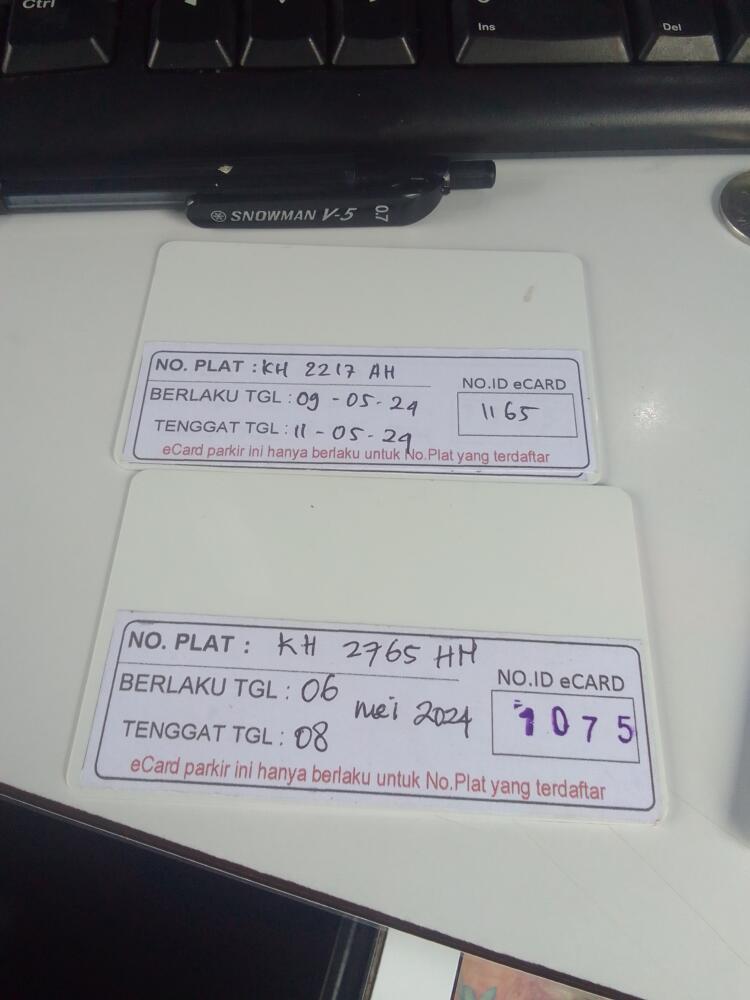 Ctrl
Ins
Del
SNOWMAN V-5 0.7
NO. PLAT : KH 2217 AH
BERLAKU TGL : 09 - 05 - 24
TENGGAT TGL : 11 - 05 - 24
NO.ID eCARD
1165
eCard parkir ini hanya berlaku untuk No.Plat yang terdaftar
NO. PLAT : KH 2765 HM
BERLAKU TGL : 06
mei 2024
TENGGAT TGL : 08
NO.ID eCARD
1075
eCard parkir ini hanya berlaku untuk No.Plat yang terdaftar